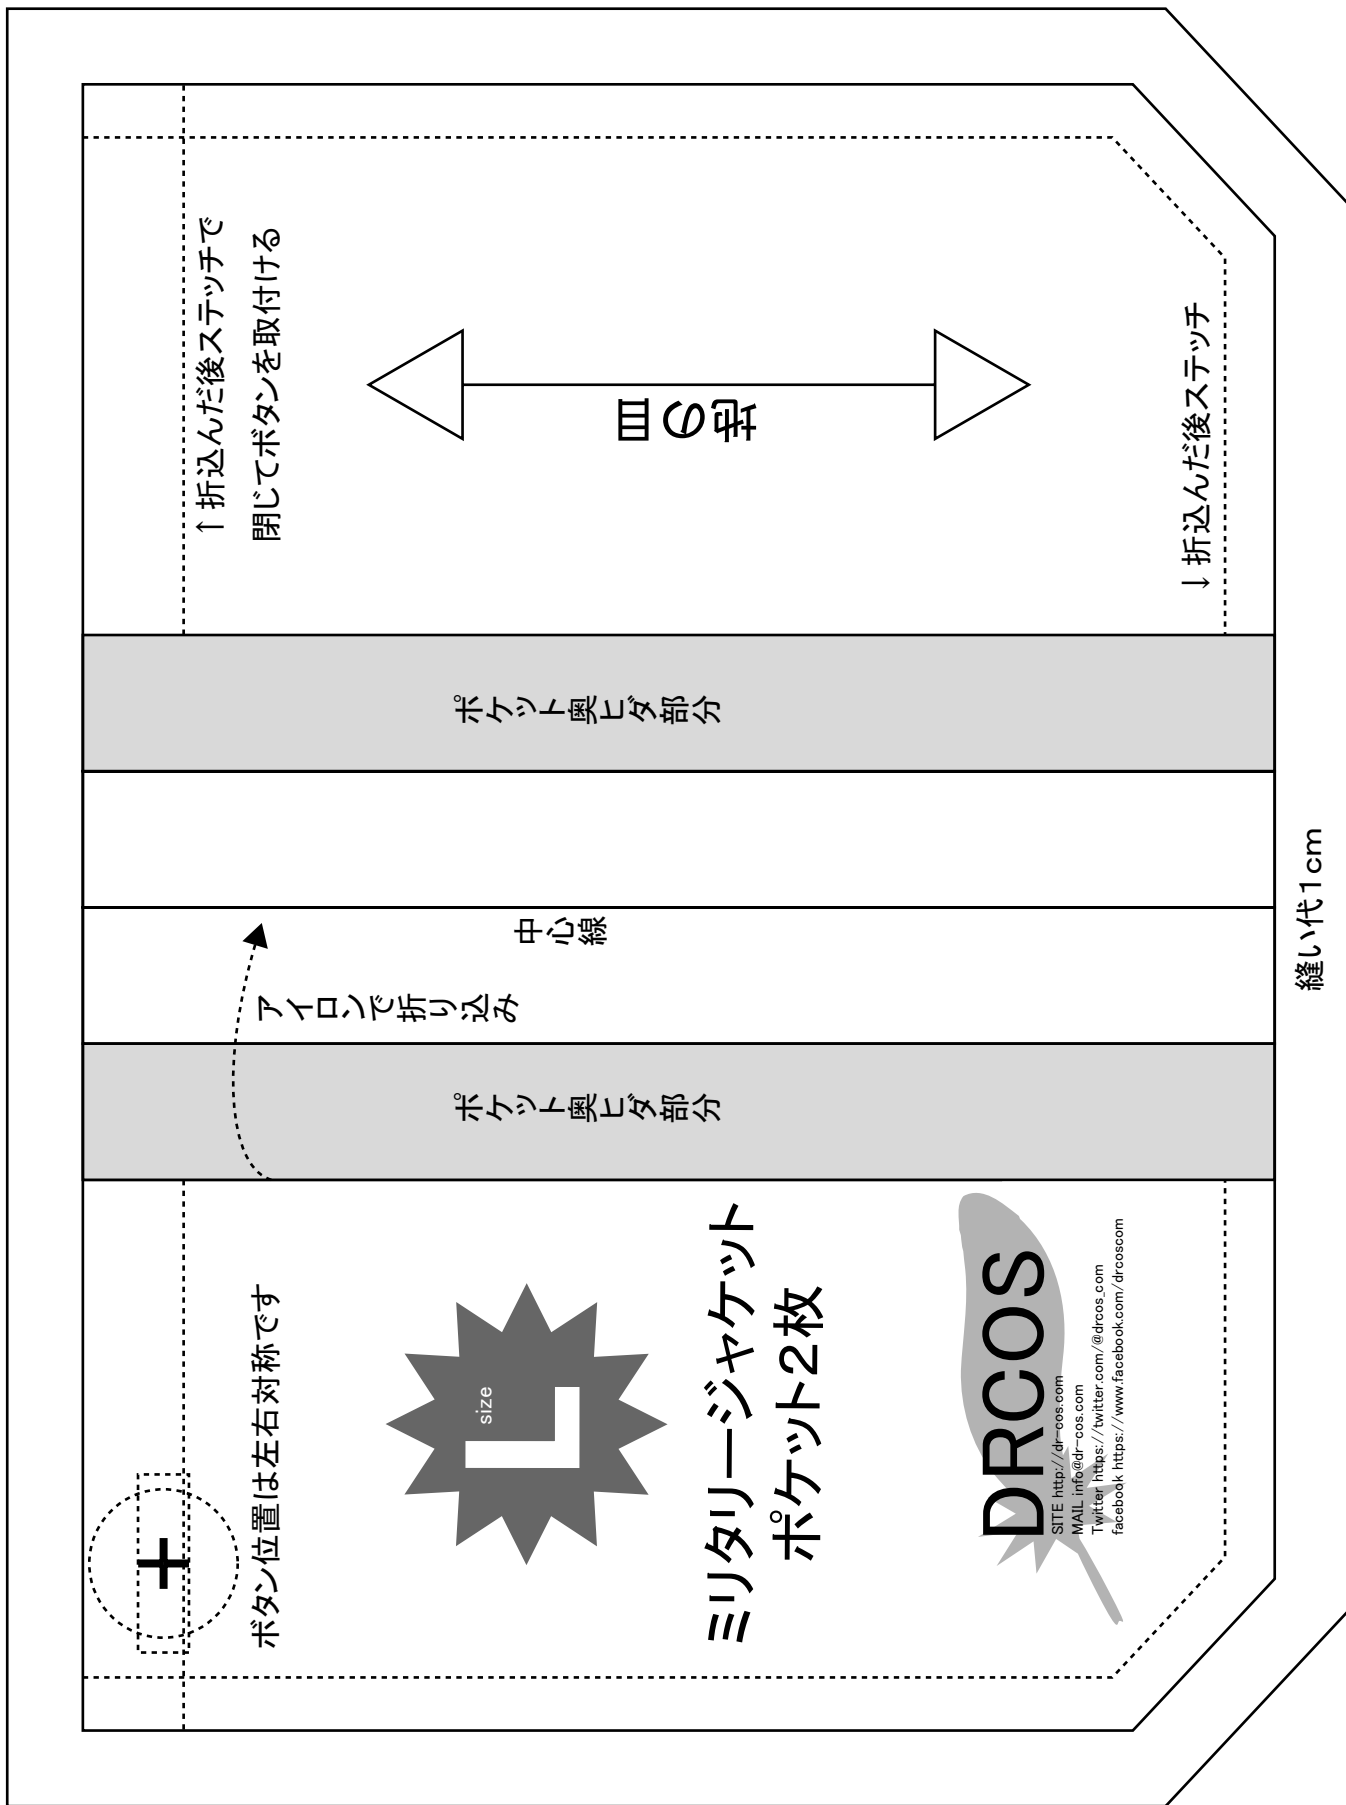 ボタン位置は左右対称です
size
L
ミリタリージャケット
ポケット2枚
DRCOS
SITE http://dr-cos.com
MAIL info@dr-cos.com
Twitter https://twitter.com/@drcos_com
facebook https://www.facebook.com/drcoscom
ポケット奥ヒダ部分
アイロンで折り込み
中心線
ポケット奥ヒダ部分
↑折込んだ後ステッチで
閉じてボタンを取付ける
地の目
↓折込んだ後ステッチ
縫い代1cm